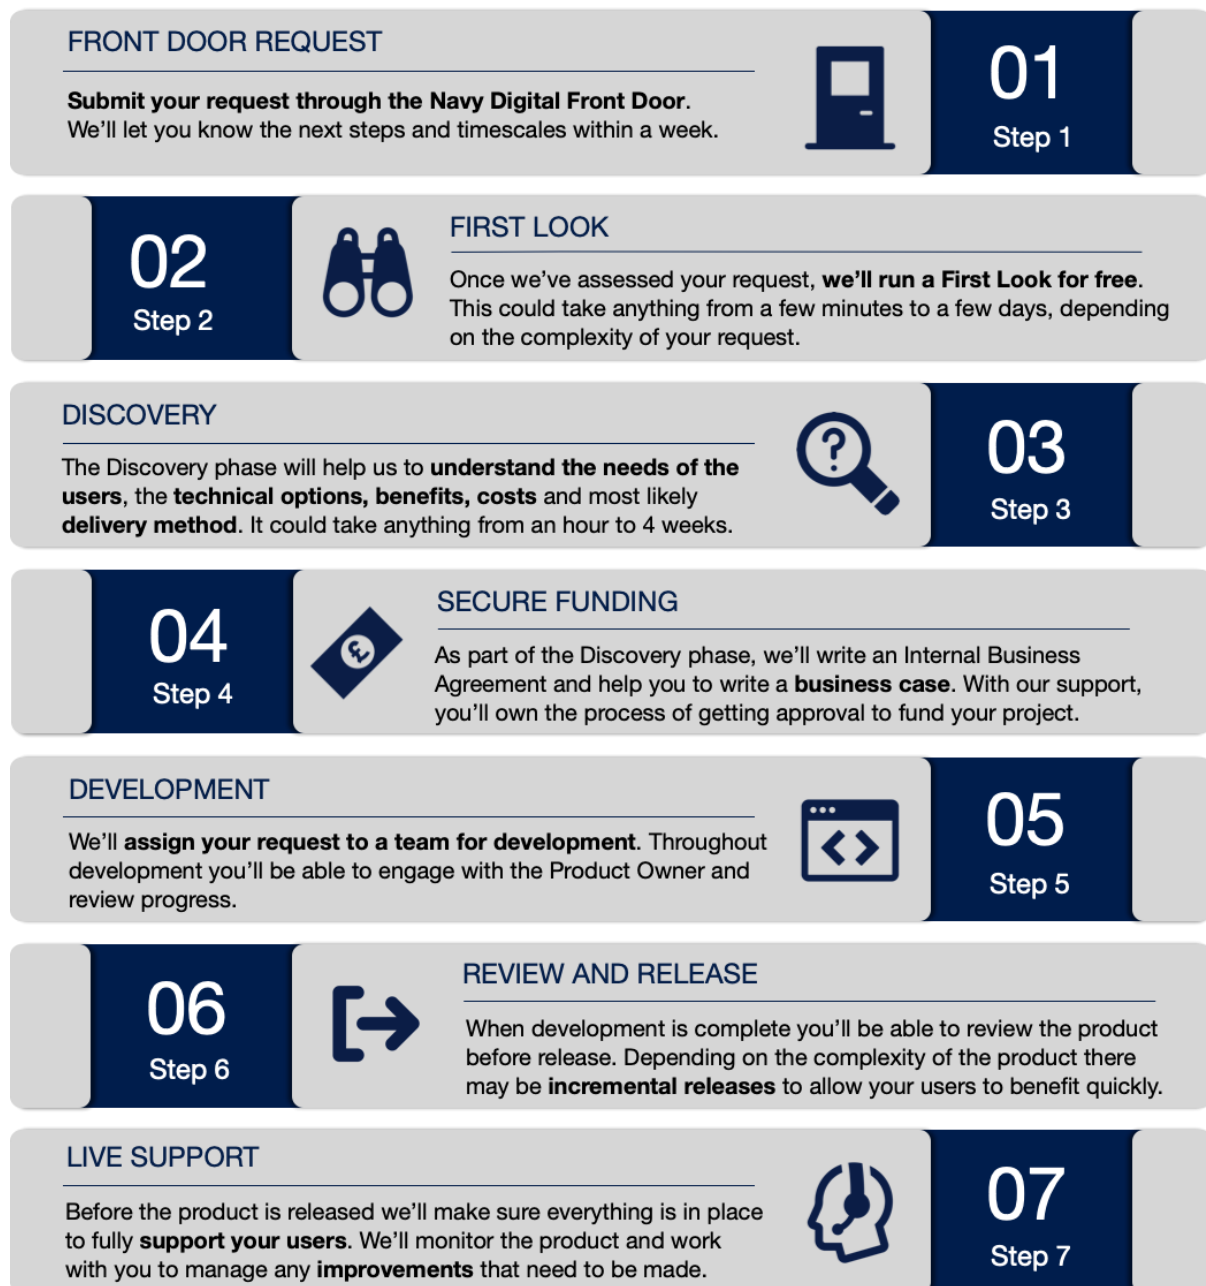 FRONT DOOR REQUEST
Submit your request through the Navy Digital Front Door.
We’ll let you know the next steps and timescales within a week.
01
Step 1
02
Step 2
FIRST LOOK
Once we’ve assessed your request, we’ll run a First Look for free.
This could take anything from a few minutes to a few days, depending
on the complexity of your request.
DISCOVERY
The Discovery phase will help us to understand the needs of the
users, the technical options, benefits, costs and most likely
delivery method. It could take anything from an hour to 4 weeks.
?
03
Step 3
04
Step 4
£
SECURE FUNDING
As part of the Discovery phase, we’ll write an Internal Business
Agreement and help you to write a business case. With our support,
you’ll own the process of getting approval to fund your project.
DEVELOPMENT
We’ll assign your request to a team for development. Throughout
development you’ll be able to engage with the Product Owner and
review progress.
05
Step 5
06
Step 6
REVIEW AND RELEASE
When development is complete you’ll be able to review the product
before release. Depending on the complexity of the product there
may be incremental releases to allow your users to benefit quickly.
LIVE SUPPORT
Before the product is released we’ll make sure everything is in place
to fully support your users. We’ll monitor the product and work
with you to manage any improvements that need to be made.
07
Step 7